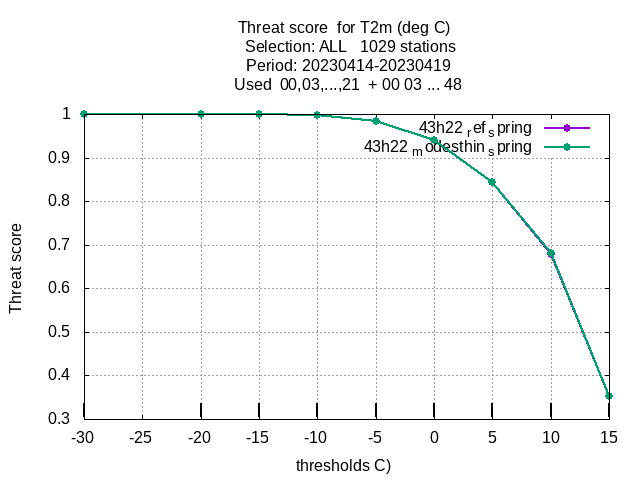 Threat score  for T2m (deg C)
Selection: ALL   1029 stations
Period: 20230414-20230419
Used  00,03,...,21  + 00 03 ... 48
43h22 ref spring
43h22 modesthin spring
1
0.9
0.8
0.7
0.6
0.5
0.4
0.3
Threat score
-30 -25 -20 -15 -10 -5 0 5 10 15
thresholds C)